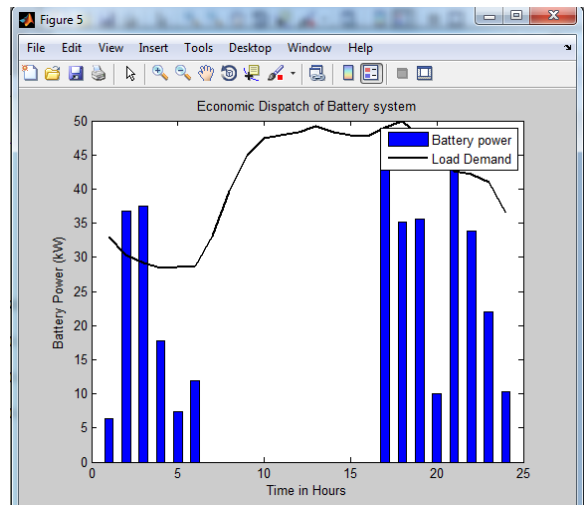 Figure 5
File Edit View Insert Tools Desktop Window Help
Economic Dispatch of Battery system
Battery power
Load Demand
50
45
40
35
30
25
20
15
10
5
0
Battery Power (kW)
0 5 10 15 20 25
Time in Hours